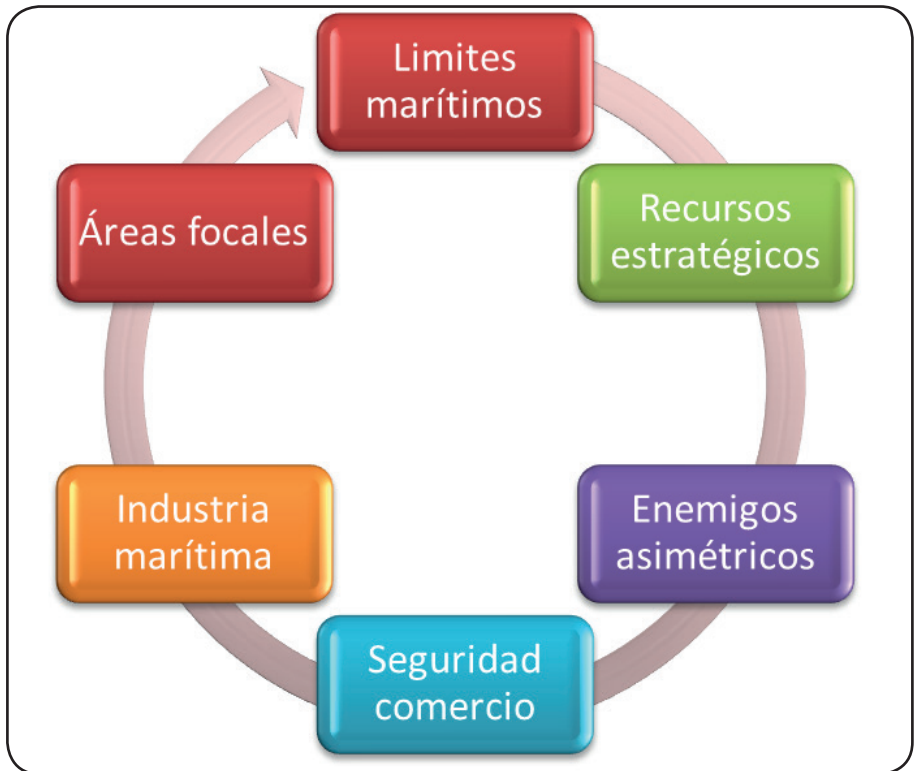 Limites
marítimos
Recursos
estratégicos
Enemigos
asimétricos
Seguridad
comercio
Industria
marítima
Áreas focales